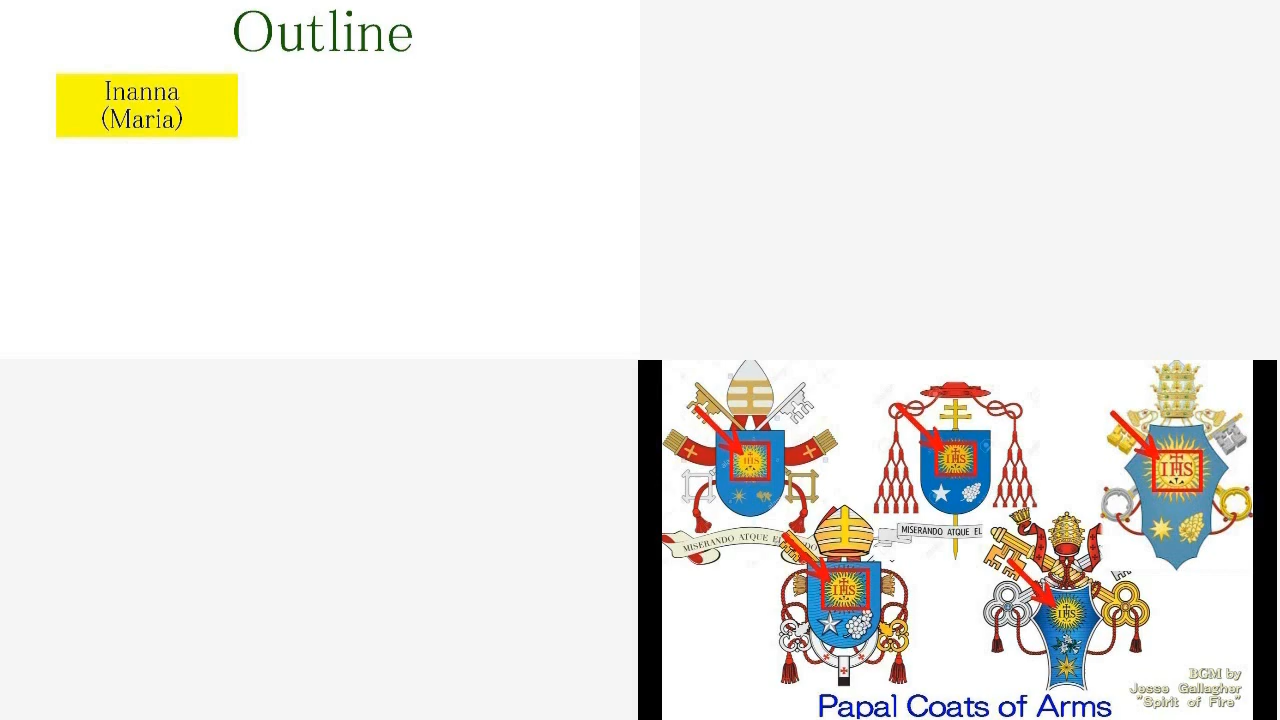 Outline
Inanna
(Maria)
IHS
IHS
IHS
MISERANDO ATQUE EL
MISERANDO ATQUE EL
IHS
IHS
BGM by
Jesse Gallagher
"Spirit of Fire"
Papal Coats of Arms